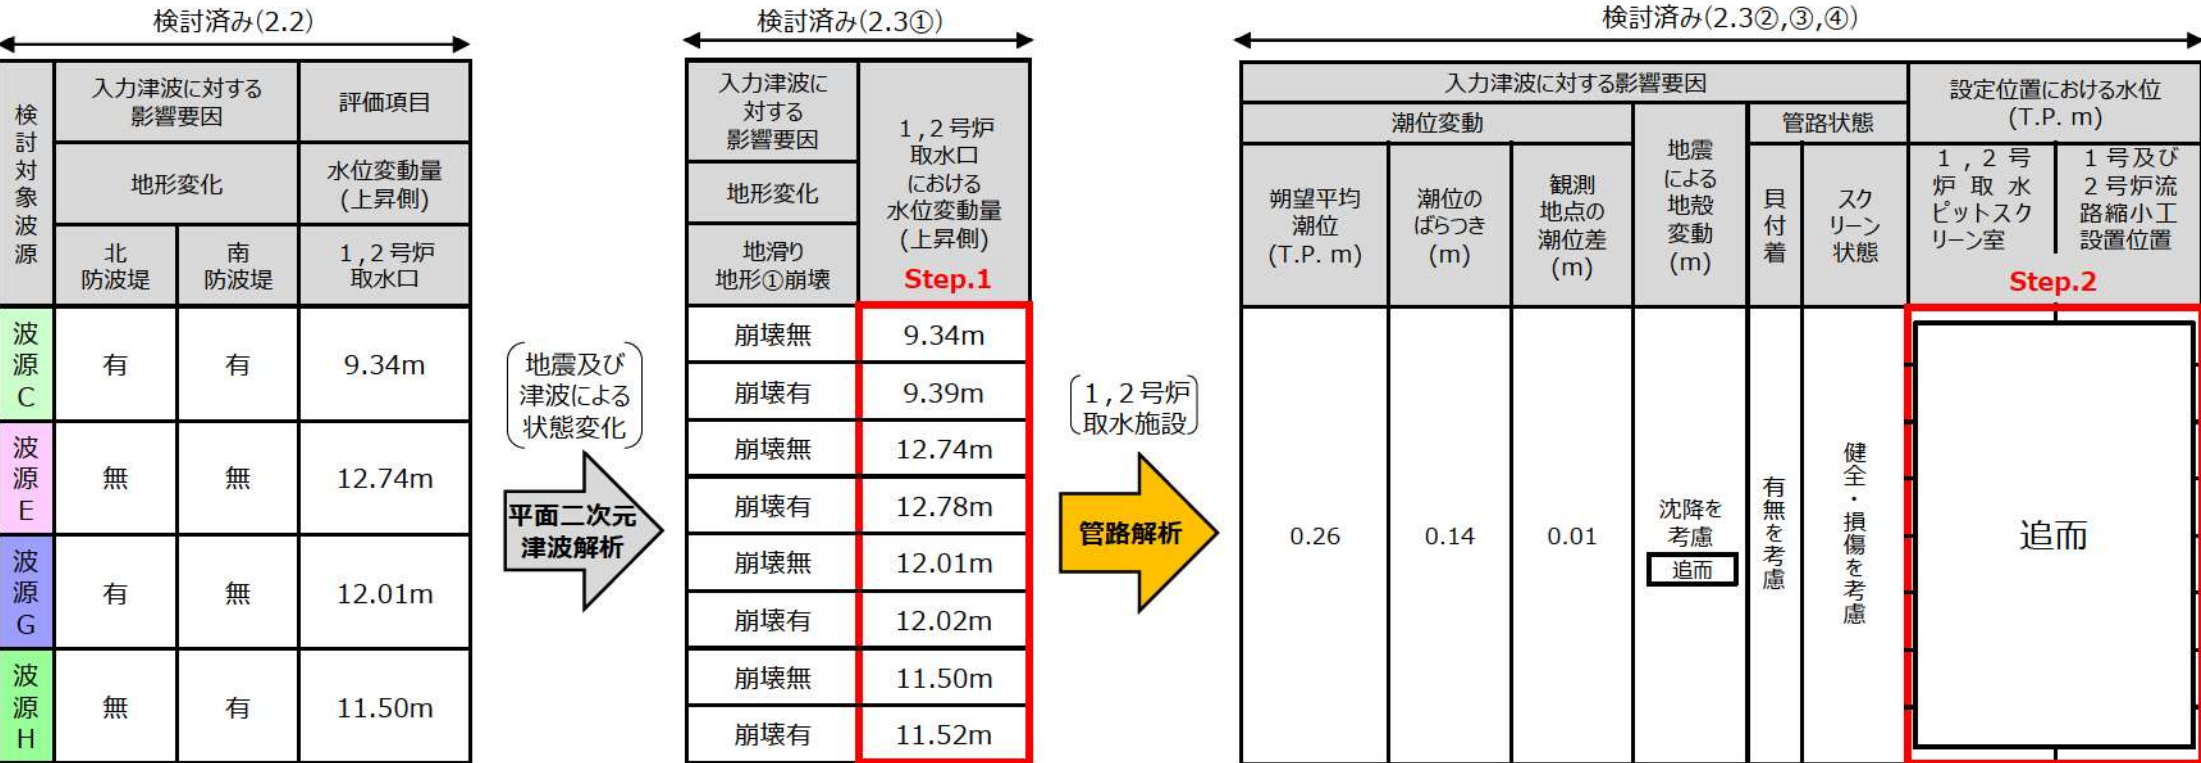 検討済み(2.2)
検討対象波源
入力津波に対する
影響要因
評価項目
地形変化
水位変動量
(上昇側)
北
防波堤
南
防波堤
1,2号炉
取水口
波源C
有
有
9.34m
波源E
無
無
12.74m
波源G
有
無
12.01m
波源H
無
有
11.50m
地震及び
津波による
状態変化
平面二次元
津波解析
検討済み(2.3①)
入力津波に
対する
影響要因
地形変化
地滑り
地形①崩壊
1,2号炉
取水口
における
水位変動量
(上昇側)
Step.1
崩壊無
9.34m
崩壊有
9.39m
崩壊無
12.74m
崩壊有
12.78m
崩壊無
12.01m
崩壊有
12.02m
崩壊無
11.50m
崩壊有
11.52m
1,2号炉
取水施設
管路解析
検討済み(2.3②,③,④)
入力津波に対する影響要因
設定位置における水位
(T.P. m)
潮位変動
地震
による
地殻
変動
(m)
管路状態
朔望平均
潮位
(T.P. m)
潮位の
ばらつき
(m)
観測
地点の
潮位差
(m)
貝付着
スク
リーン
状態
1,2号
炉取水
ピットスク
リーン室
1号及び
2号炉流
路縮小工
設置位置
Step.2
0.26
0.14
0.01
沈降を
考慮
追而
有無を考慮
健全・損傷を考慮
追而